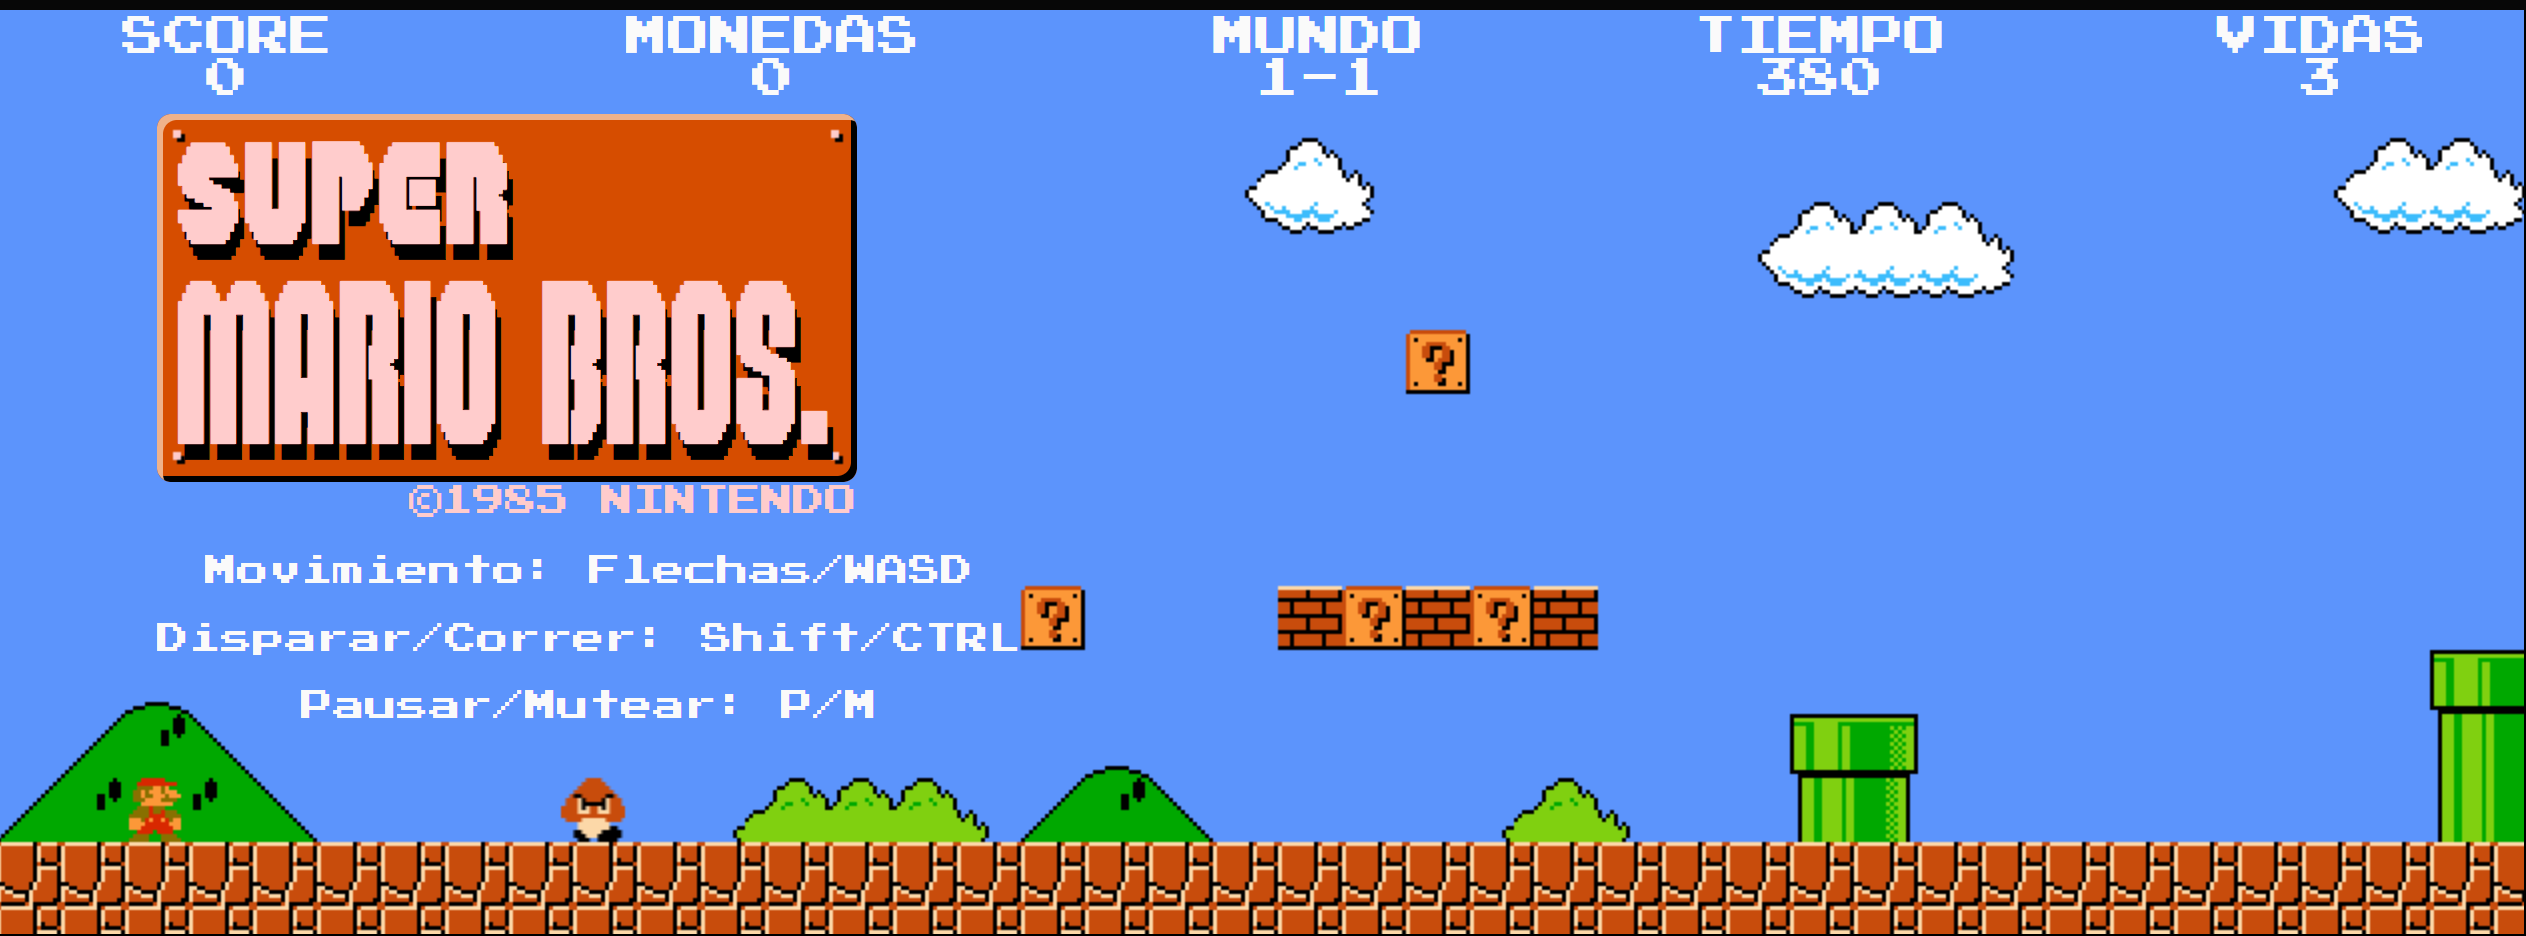 SCORE MONEDAS MUNDO TIEMPO VIDAS
0 0 1-1 380 3
SUPER
MARIO BROS.
©1985 NINTENDO
Movimiento: Flechas/WASD
Disparar/Correr: Shift/CTRL
Pausar/Mutear: P/M
? 
? ? ?